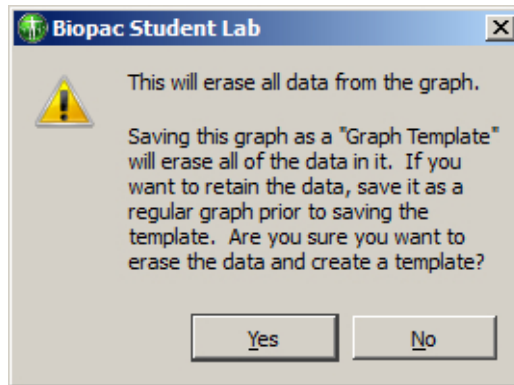 Biopac Student Lab
This will erase all data from the graph.
Saving this graph as a "Graph Template"
will erase all of the data in it.  If you
want to retain the data, save it as a
regular graph prior to saving the
template.  Are you sure you want to
erase the data and create a template?
Yes
No